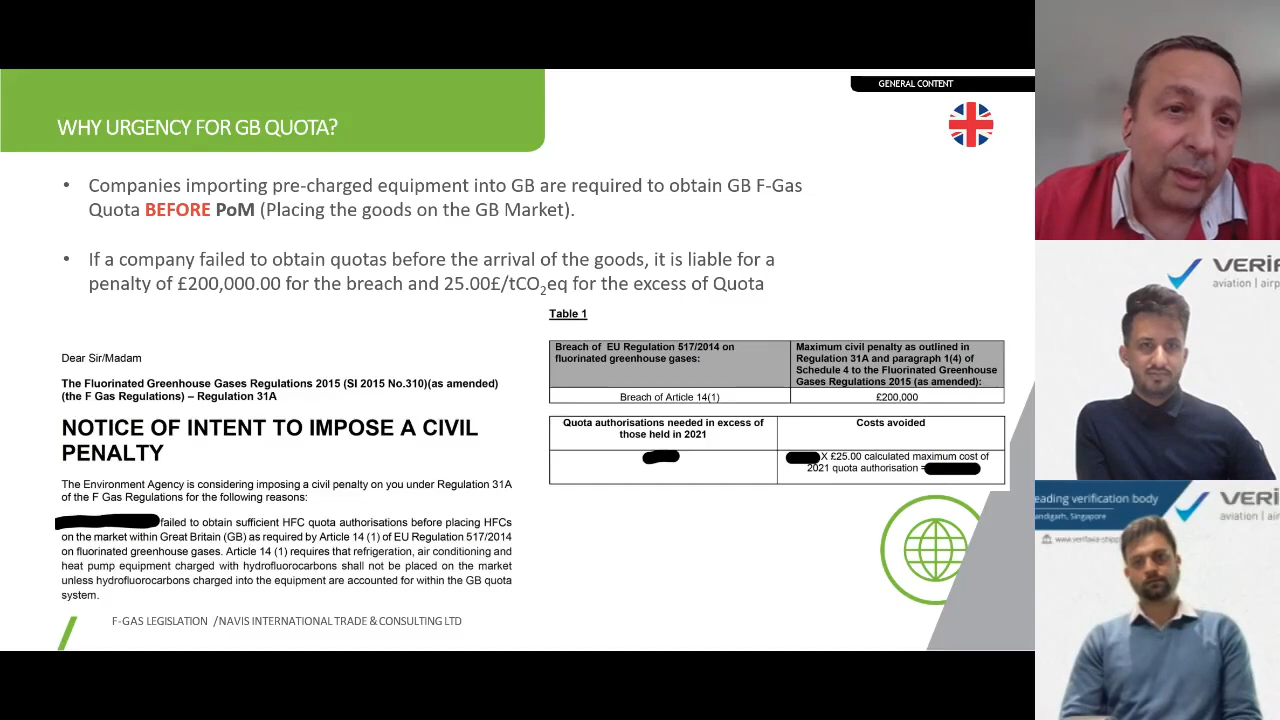 GENERAL CONTENT
WHY URGENCY FOR GB QUOTA?
• Companies importing pre-charged equipment into GB are required to obtain GB F-Gas
Quota BEFORE PoM (Placing the goods on the GB Market).
• If a company failed to obtain quotas before the arrival of the goods, it is liable for a
penalty of £200,000.00 for the breach and 25.00£/tCO2eq for the excess of Quota
Table 1
Breach of EU Regulation 517/2014 on
fluorinated greenhouse gases:
Maximum civil penalty as outlined in
Regulation 31A and paragraph 1(4) of
Schedule 4 to the Fluorinated Greenhouse
Gases Regulations 2015 (as amended):
Breach of Article 14(1)
£200,000
Quota authorisations needed in excess of
those held in 2021
Costs avoided
X £25.00 calculated maximum cost of
2021 quota authorisation =
Dear Sir/Madam
The Fluorinated Greenhouse Gases Regulations 2015 (SI 2015 No.310)(as amended)
(the F Gas Regulations) – Regulation 31A
NOTICE OF INTENT TO IMPOSE A CIVIL
PENALTY
The Environment Agency is considering imposing a civil penalty on you under Regulation 31A
of the F Gas Regulations for the following reasons:
failed to obtain sufficient HFC quota authorisations before placing HFCs
on the market within Great Britain (GB) as required by Article 14 (1) of EU Regulation 517/2014
on fluorinated greenhouse gases. Article 14 (1) requires that refrigeration, air conditioning and
heat pump equipment charged with hydrofluorocarbons shall not be placed on the market
unless hydrofluorocarbons charged into the equipment are accounted for within the GB quota
system.
F-GAS LEGISLATION /NAVIS INTERNATIONAL TRADE & CONSULTING LTD
VERIF
aviation | airp
eading verification body
andigarh, Singapore
VERI
aviation | ai
www.verifavia-shipp